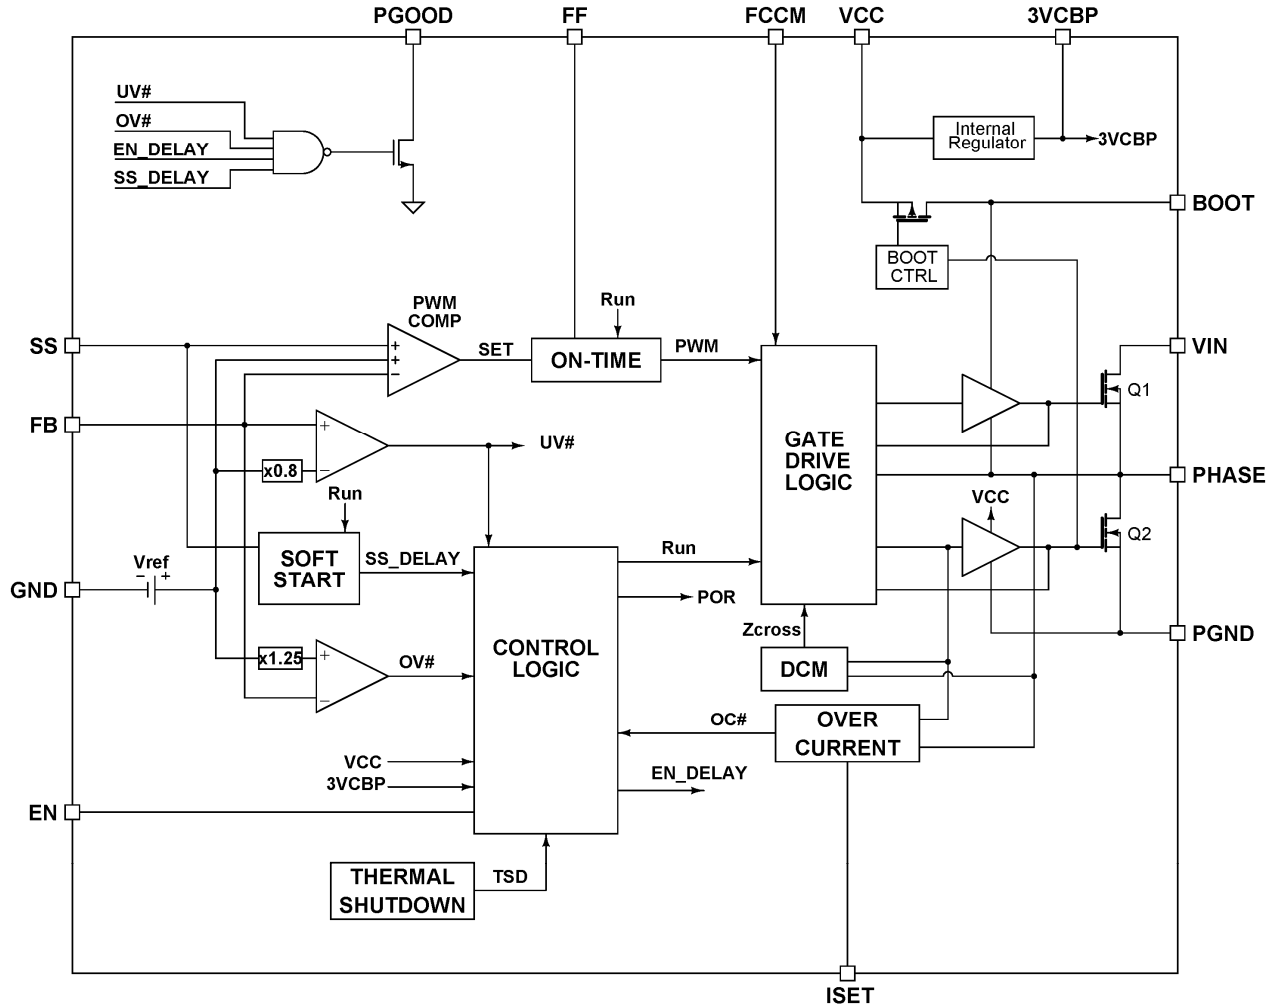 PGOOD
FF
FCCM
VCC
3VCBP
UV#
OV#
EN_DELAY
SS_DELAY
Internal
Regulator
3VCBP
BOOT
BOOT
CTRL
PWM
COMP
Run
SS
+
+
−
SET
ON-TIME
PWM
VIN
Q1
FB
+
−
x0.8
UV#
GATE
DRIVE
LOGIC
PHASE
Run
VCC
Q2
SOFT
START
SS_DELAY
Run
Vref
− +
GND
POR
Zcross
PGND
CONTROL
LOGIC
x1.25
+
−
OV#
DCM
OC#
OVER
CURRENT
VCC
3VCBP
EN_DELAY
EN
THERMAL
SHUTDOWN
TSD
ISET